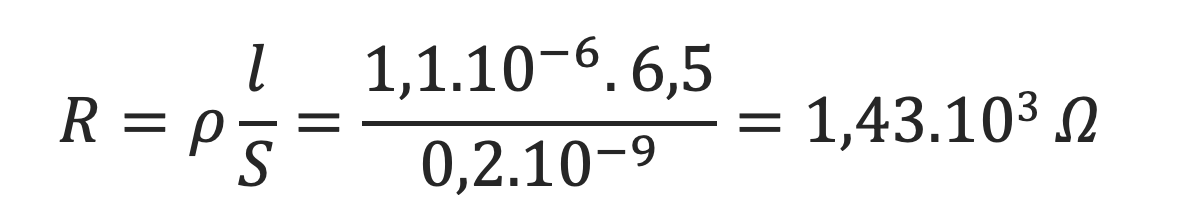 R = ρ l/S = 1,1.10⁻⁶. 6,5 / 0,2.10⁻⁹ = 1,43.10³ Ω